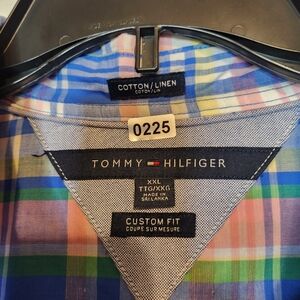 COTTON/LINEN
COTON/LIN
0225
TOMMY HILFIGER
XXL
TTG/XXG
MADE IN
SRI LANKA
CUSTOM FIT
COUPE SUR MESURE